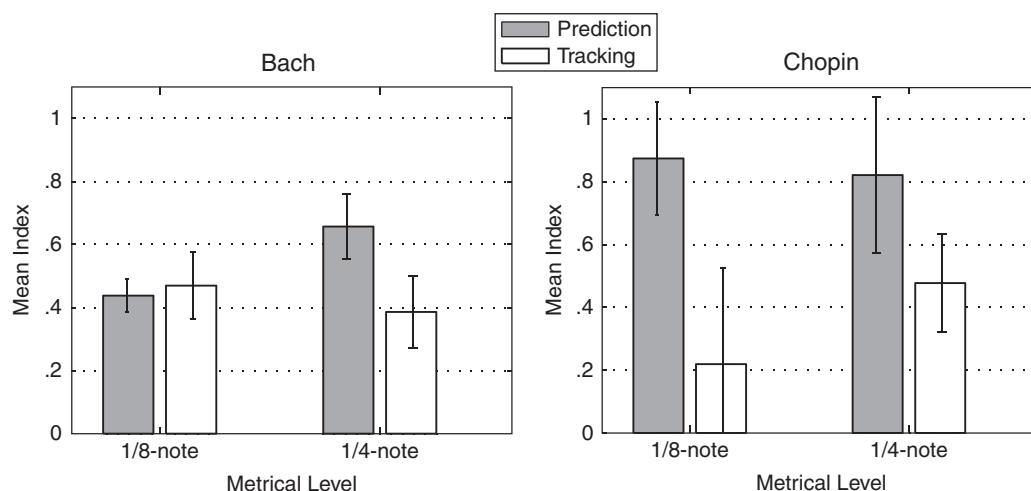 Prediction
Tracking
Bach
Chopin
Mean Index
1
.8
.6
.4
.2
0
1/8-note
1/4-note
Metrical Level
Mean Index
1
.8
.6
.4
.2
0
1/8-note
1/4-note
Metrical Level